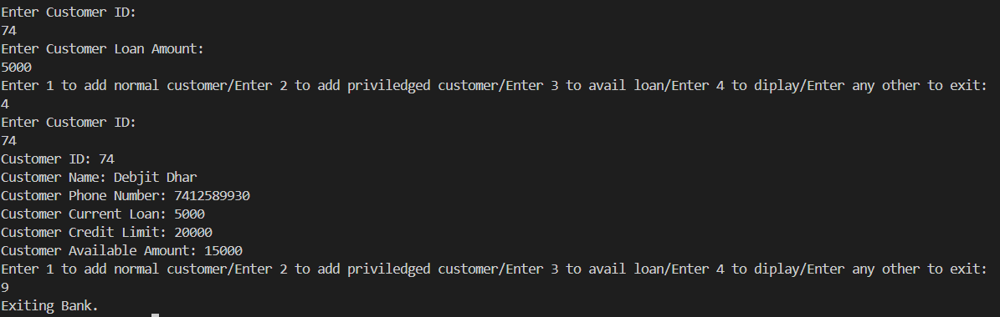 Enter Customer ID:
74
Enter Customer Loan Amount:
5000
Enter 1 to add normal customer/Enter 2 to add priviledged customer/Enter 3 to avail loan/Enter 4 to diplay/Enter any other to exit:
4
Enter Customer ID:
74
Customer ID: 74
Customer Name: Debjit Dhar
Customer Phone Number: 7412589930
Customer Current Loan: 5000
Customer Credit Limit: 20000
Customer Available Amount: 15000
Enter 1 to add normal customer/Enter 2 to add priviledged customer/Enter 3 to avail loan/Enter 4 to diplay/Enter any other to exit:
9
Exiting Bank.